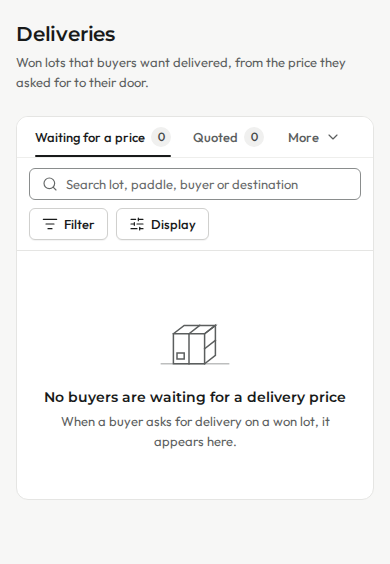 Deliveries
Won lots that buyers want delivered, from the price they
asked for to their door.
Waiting for a price 0 Quoted 0 More
Search lot, paddle, buyer or destination
Filter Display
No buyers are waiting for a delivery price
When a buyer asks for delivery on a won lot, it
appears here.